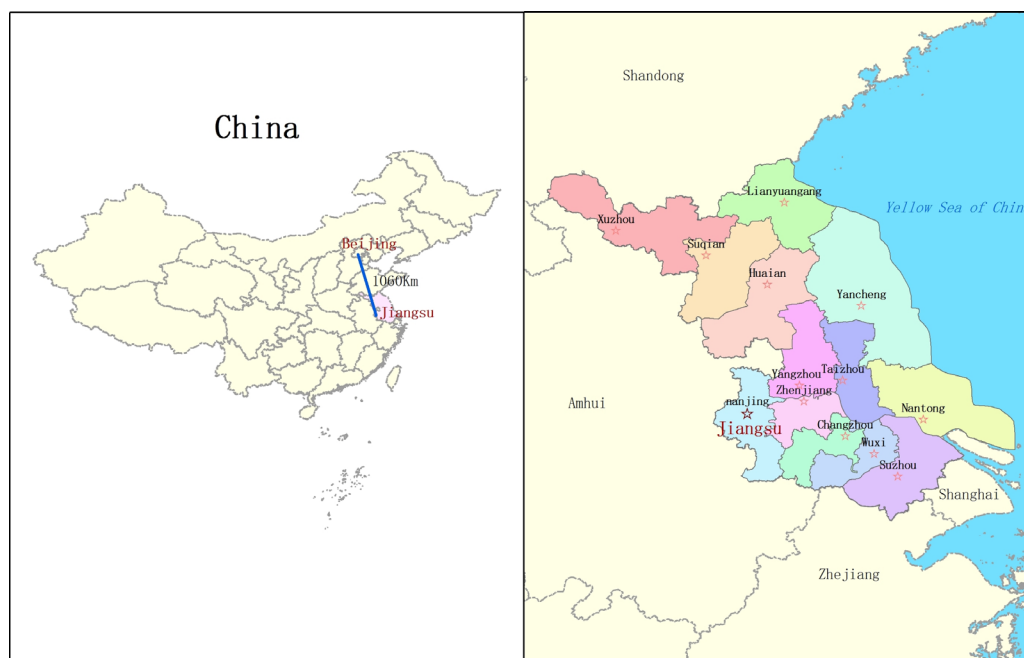 China
Beijing
1060Km
Jiangsu
Shandong
Lianyuangang
Xuzhou
Yellow Sea of Chin
Suqian
Huaian
Yancheng
Yangzhou
Taizhou
Zhenjiang
Amhui
nanjing
Nantong
Jiangsu
Changzhou
Wuxi
Suzhou
Shanghai
Zhejiang